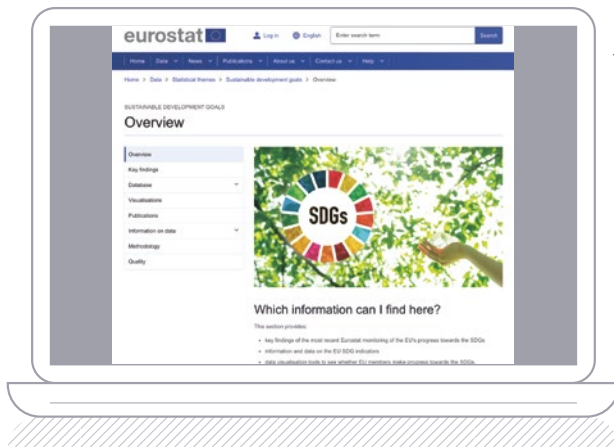 eurostat
Log in English Enter search term Search
Home Data News Publications About us Contact us Help
Home > Data > Statistical themes > Sustainable development goals > Overview
SUSTAINABLE DEVELOPMENT GOALS
Overview
Overview
Key findings
Database
Visualisations
Publications
Information on data
Methodology
Quality
SDGs
Which information can I find here?
This section provides:
• key findings of the most recent Eurostat monitoring of the EU's progress towards the SDGs
• information and data on the EU SDG indicators
• data visualisation tools to see whether EU members make progress towards the SDGs.